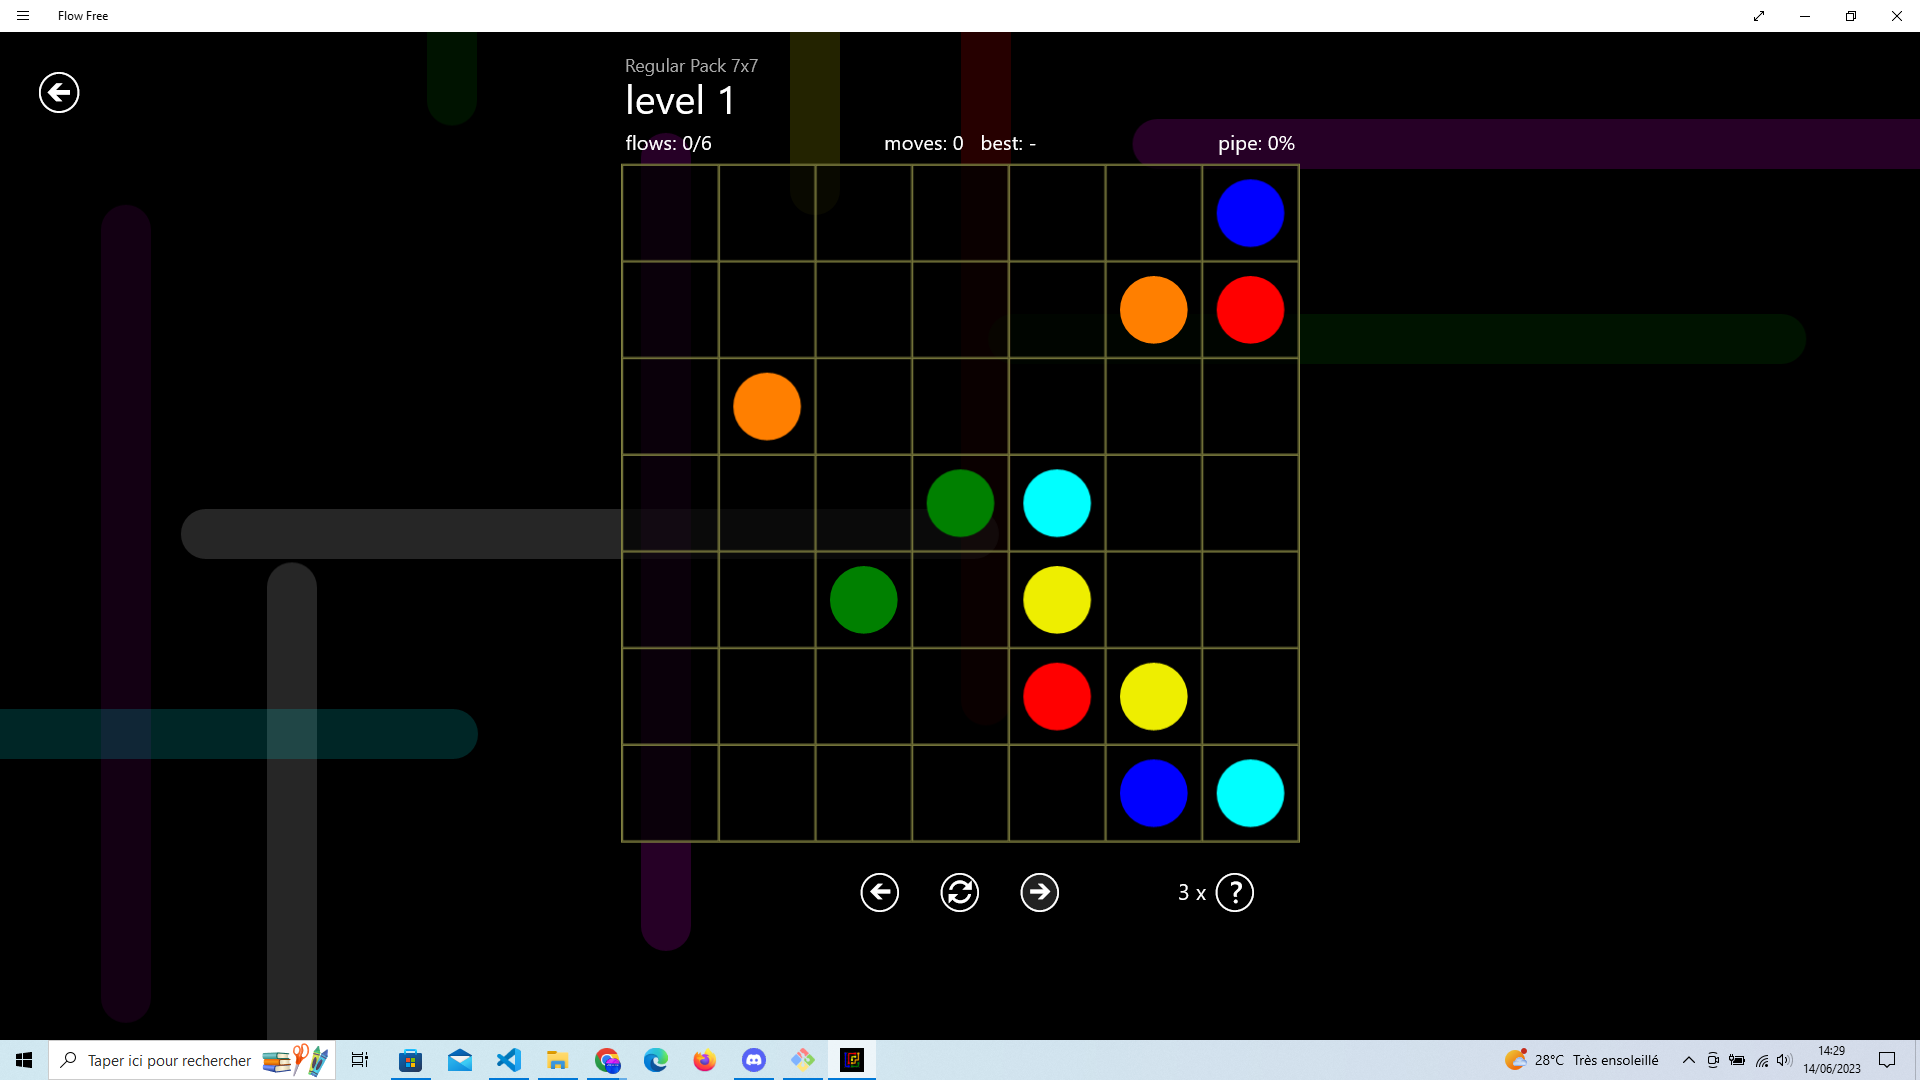 Flow Free
Regular Pack 7x7
level 1
flows: 0/6 moves: 0 best: - pipe: 0%
3 x ?
Taper ici pour rechercher
28°C Très ensoleillé
14:29
14/06/2023